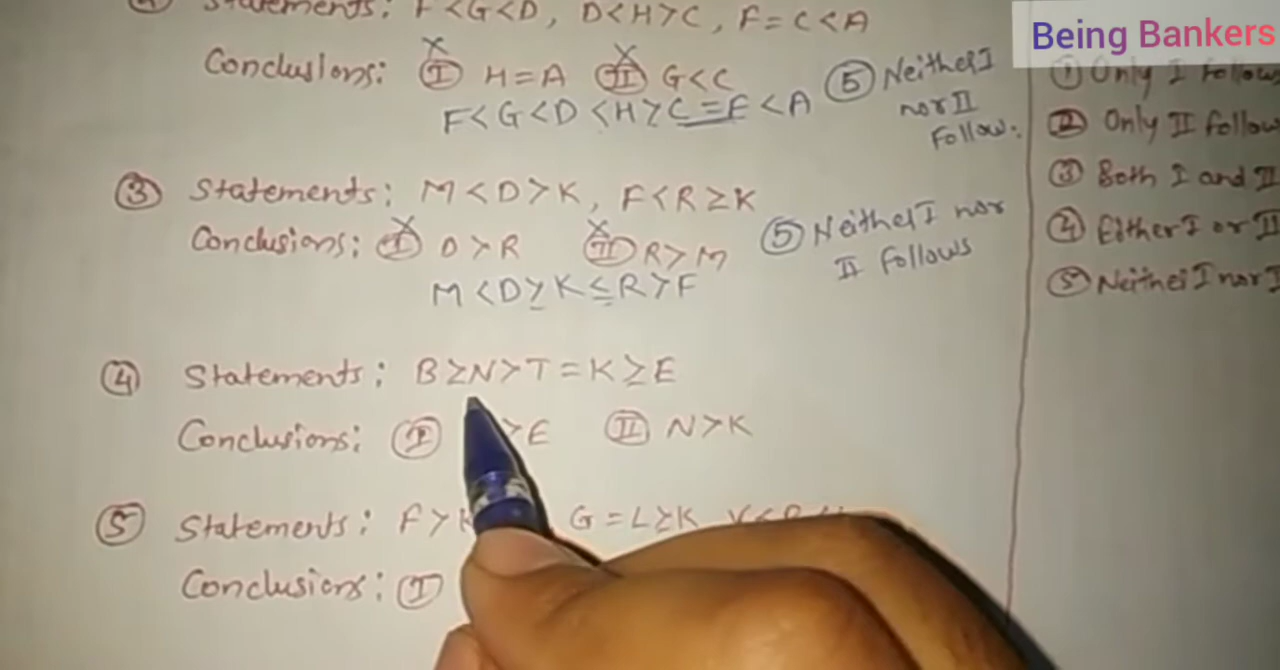 Statements: F<G<D, D<H>C, F=C<A
Being Bankers
Conclusions: I H=A II G<C
F<G<D<H>C=F<A
5 Neither I
nor II
follow.
1 Only I follow
2 Only II follow
3 Both I and II
4 Either I or II
5 Neither I nor I
3 Statements: M<D>K, F<R≥K
Conclusions: I D>R II R>M
5 Neither I nor
II follows
M<D≥K≤R>F
4 Statements: B≥N>T=K≥E
Conclusions: I >E II N>K
5 Statements: F> G=L≥K
Conclusions: I